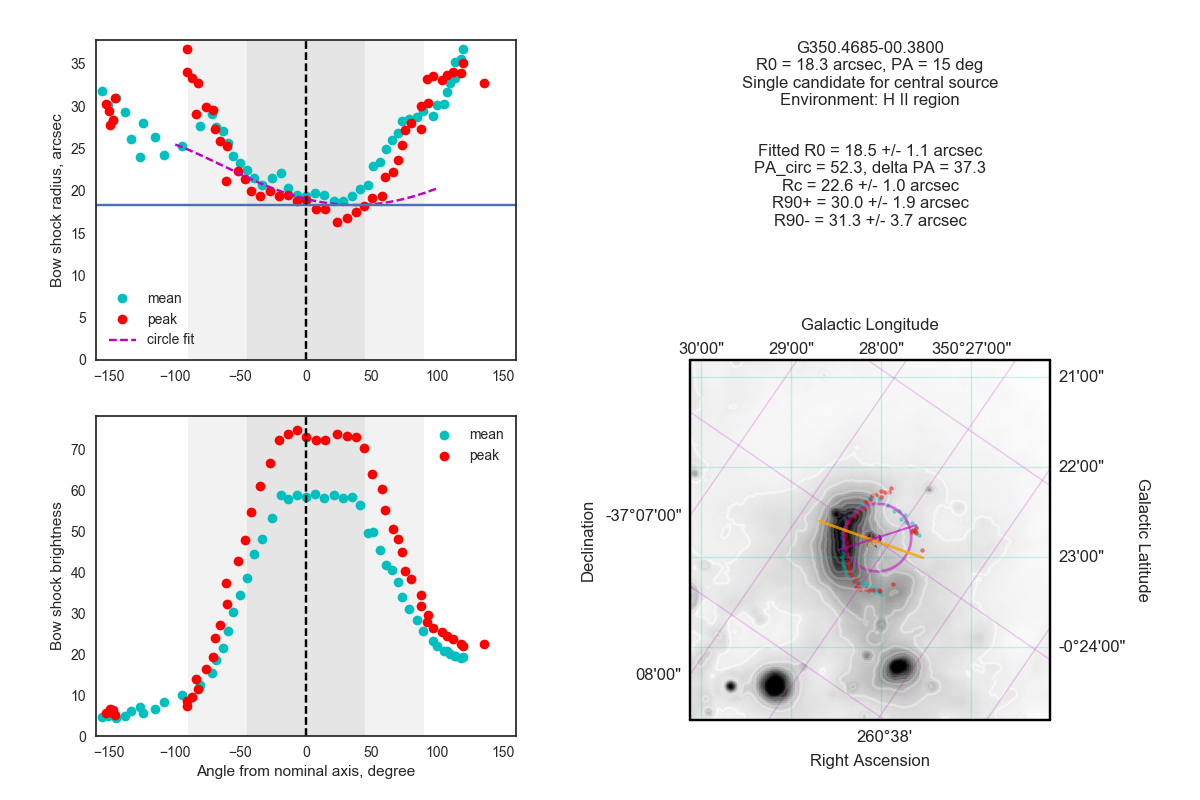 G350.4685-00.3800
R0 = 18.3 arcsec, PA = 15 deg
Single candidate for central source
Environment: H II region
Fitted R0 = 18.5 +/- 1.1 arcsec
PA_circ = 52.3, delta PA = 37.3
Rc = 22.6 +/- 1.0 arcsec
R90+ = 30.0 +/- 1.9 arcsec
R90- = 31.3 +/- 3.7 arcsec
Bow shock radius, arcsec
35
30
25
20
15
10
5
0
mean
peak
circle fit
−150
−100
−50
0
50
100
150
Bow shock brightness
70
60
50
40
30
20
10
0
mean
peak
−150
−100
−50
0
50
100
150
Angle from nominal axis, degree
Galactic Longitude
30'00"
29'00"
28'00"
350°27'00"
21'00"
22'00"
23'00"
-0°24'00"
Galactic Latitude
Declination
-37°07'00"
08'00"
260°38'
Right Ascension